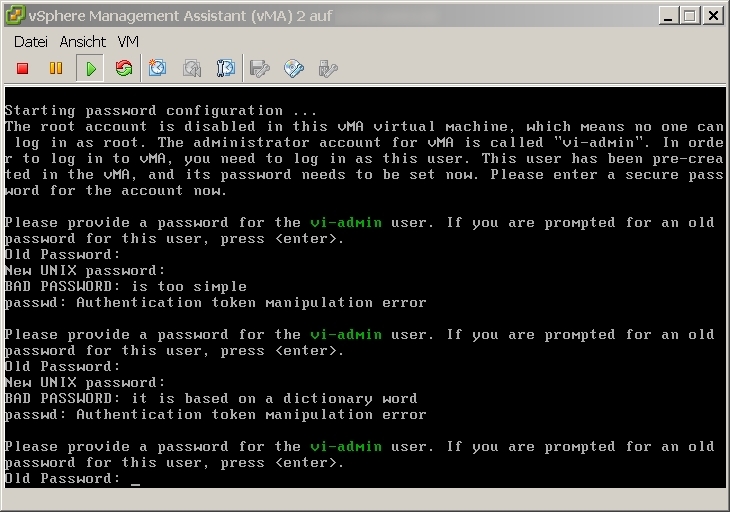 vSphere Management Assistant (vMA) 2 auf
Datei Ansicht VM
Starting password configuration ...
The root account is disabled in this vMA virtual machine, which means no one can
log in as root. The administrator account for vMA is called "vi-admin". In orde
r to log in to vMA, you need to log in as this user. This user has been pre-crea
ted in the vMA, and its password needs to be set now. Please enter a secure pass
word for the account now.
Please provide a password for the vi-admin user. If you are prompted for an old
password for this user, press <enter>.
Old Password:
New UNIX password:
BAD PASSWORD: is too simple
passwd: Authentication token manipulation error
Please provide a password for the vi-admin user. If you are prompted for an old
password for this user, press <enter>.
Old Password:
New UNIX password:
BAD PASSWORD: it is based on a dictionary word
passwd: Authentication token manipulation error
Please provide a password for the vi-admin user. If you are prompted for an old
password for this user, press <enter>.
Old Password: _